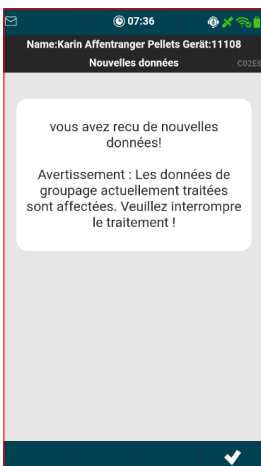 07:36
Name:Karin Affentranger Pellets Gerät:11108
Nouvelles données
C02E6
vous avez recu de nouvelles
données!
Avertissement : Les données de
groupage actuellement traitées
sont affectées. Veuillez interrompre
le traitement !